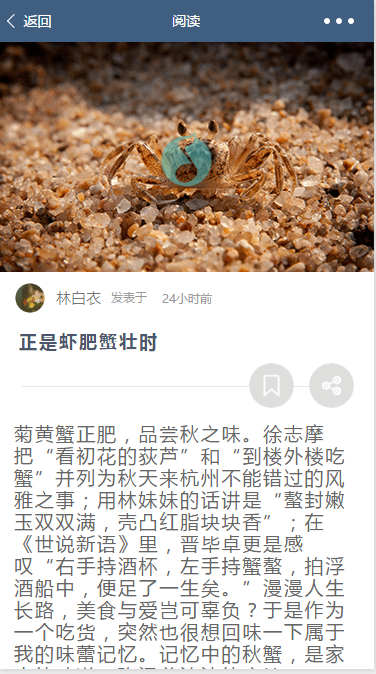 返回
阅读
林白衣 发表于 24小时前
正是虾肥蟹壮时
菊黄蟹正肥，品尝秋之味。徐志摩
把“看初花的荻芦”和“到楼外楼吃
蟹”并列为秋天来杭州不能错过的风
雅之事；用林妹妹的话讲是“螯封嫩
玉双双满，壳凸红脂块块香”；在
《世说新语》里，晋毕卓更是感
叹“右手持酒杯，左手持蟹螯，拍浮
酒船中，便足了一生矣。”漫漫人生
长路，美食与爱岂可辜负？于是作为
一个吃货，突然也很想回味一下属于
我的味蕾记忆。记忆中的秋蟹，是家